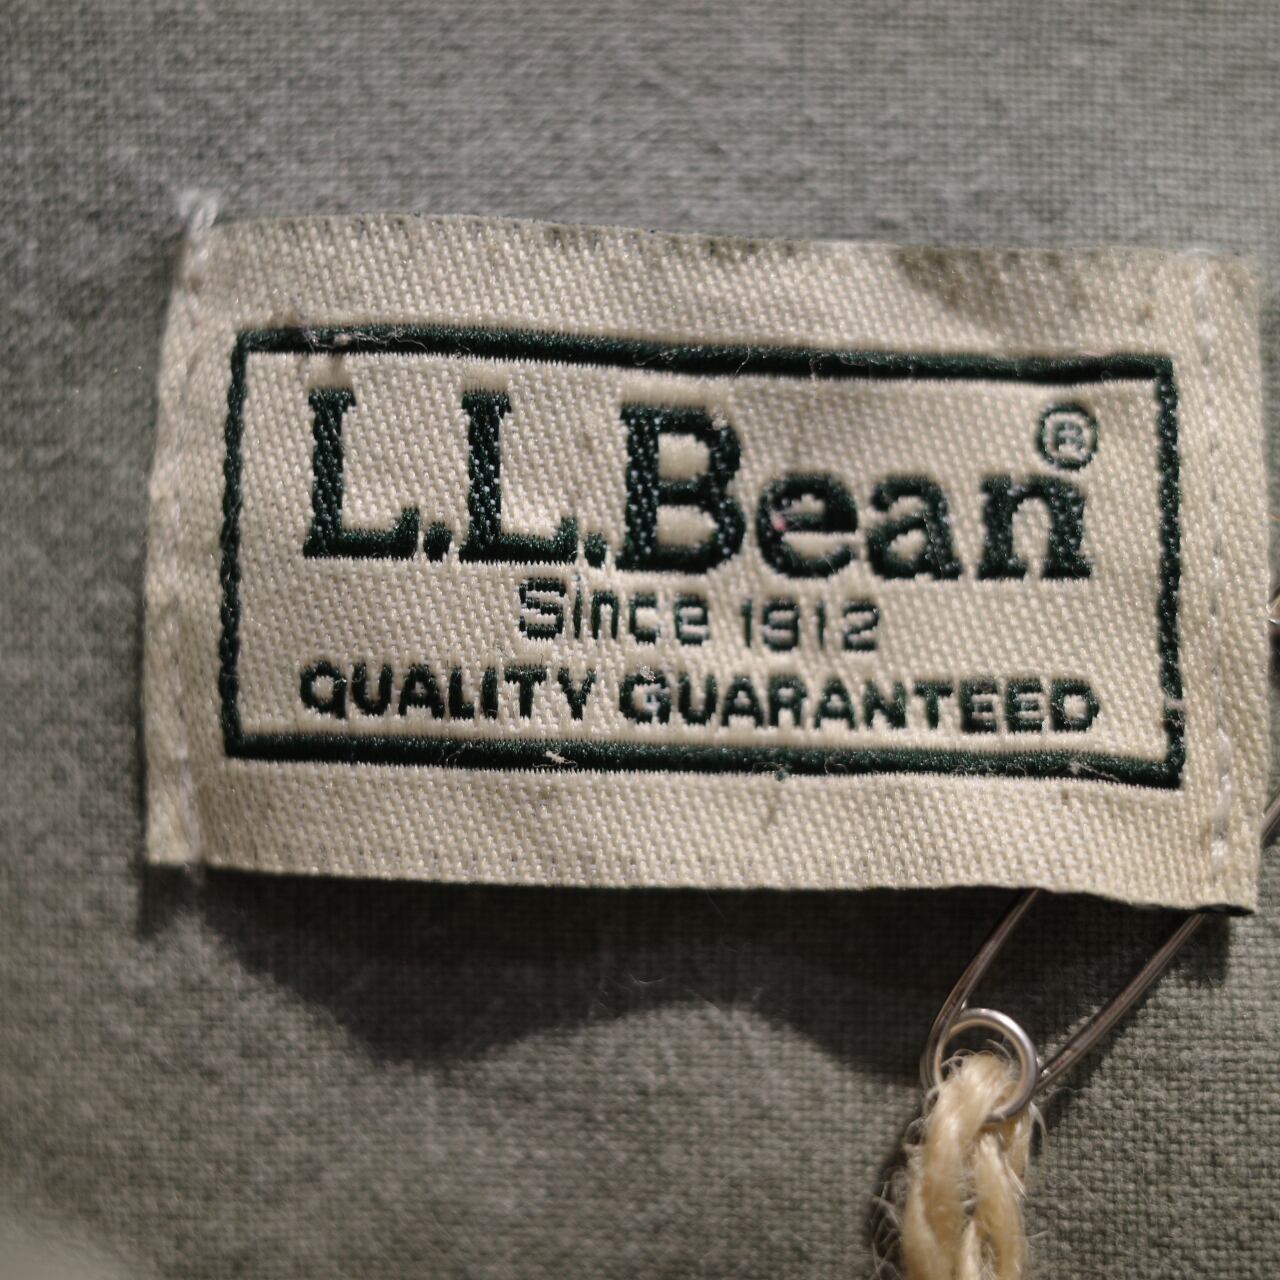 L.L.Bean®
Since 1912
QUALITY GUARANTEED